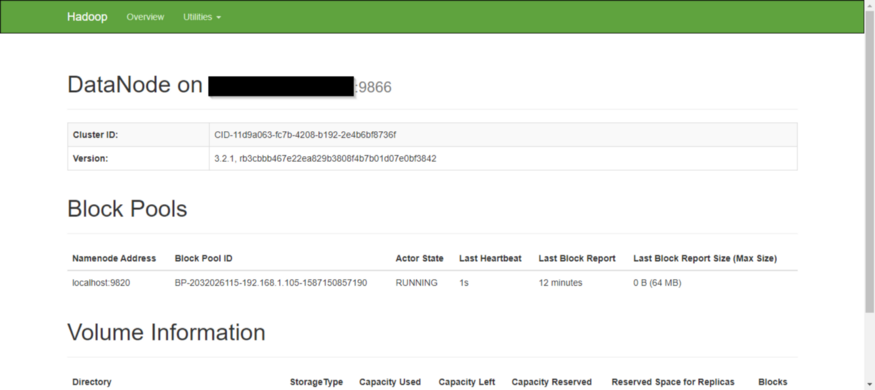 Hadoop Overview Utilities
DataNode on :9866
Cluster ID: CID-11d9a063-fc7b-4208-b192-2e4b6bf8736f
Version: 3.2.1, rb3cbbb467e22ea829b3808f4b7b01d07e0bf3842
Block Pools
Namenode Address Block Pool ID Actor State Last Heartbeat Last Block Report Last Block Report Size (Max Size)
localhost:9820 BP-2032026115-192.168.1.105-1587150857190 RUNNING 1s 12 minutes 0 B (64 MB)
Volume Information
Directory StorageType Capacity Used Capacity Left Capacity Reserved Reserved Space for Replicas Blocks